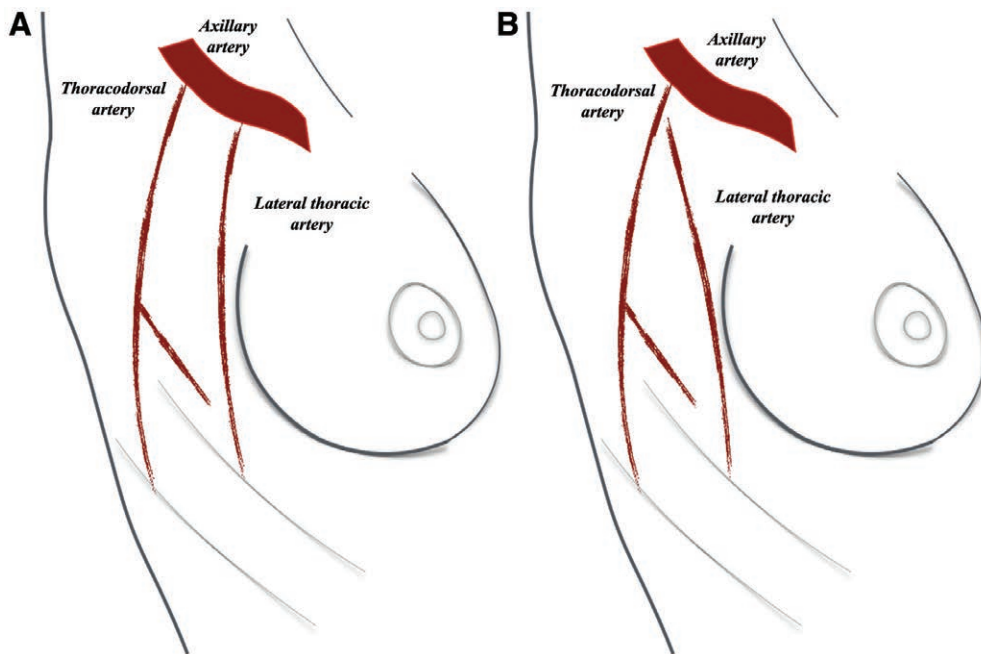 A
Axillary
artery
Thoracodorsal
artery
Lateral thoracic
artery
B
Axillary
artery
Thoracodorsal
artery
Lateral thoracic
artery